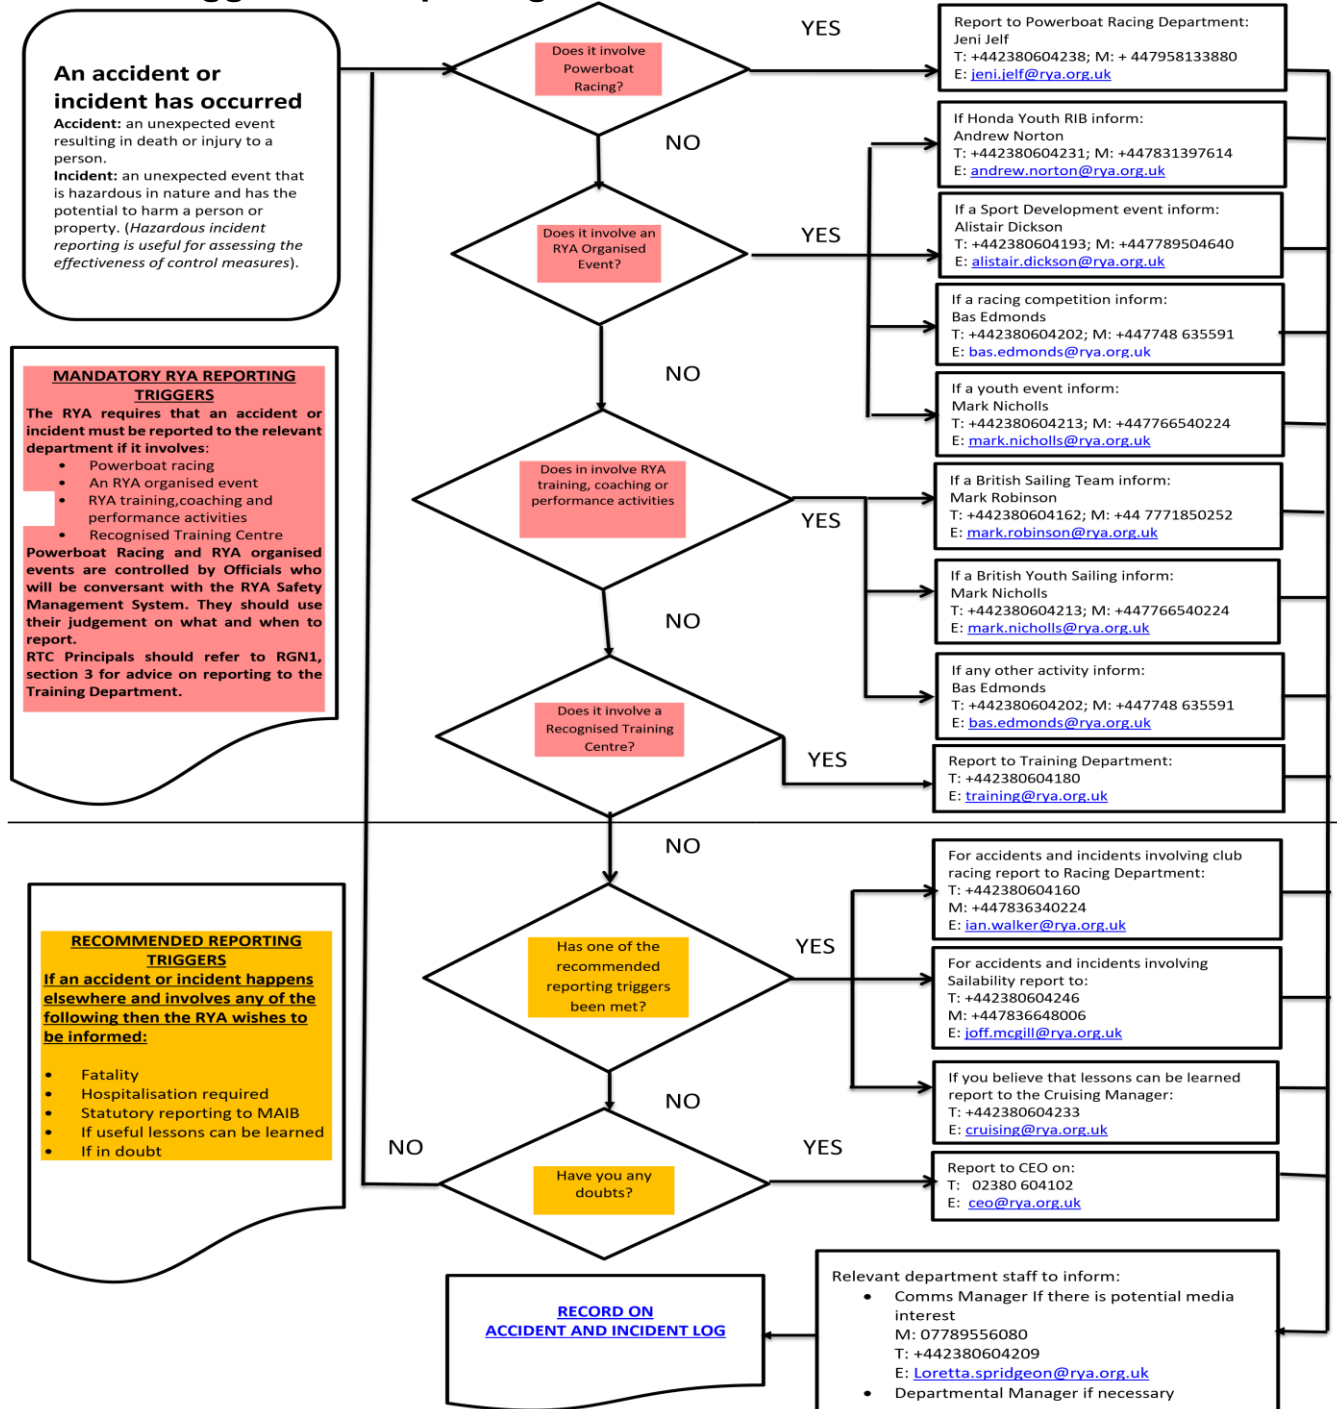 An accident or
incident has occurred
Accident: an unexpected event
resulting in death or injury to a
person.
Incident: an unexpected event that
is hazardous in nature and has the
potential to harm a person or
property. (Hazardous incident
reporting is useful for assessing the
effectiveness of control measures).
Does it involve
Powerboat
Racing?
YES
Report to Powerboat Racing Department:
Jeni Jelf
T: +442380604238; M: + 447958133880
E: jeni.jelf@rya.org.uk
NO
If Honda Youth RIB inform:
Andrew Norton
T: +442380604231; M: +447831397614
E: andrew.norton@rya.org.uk
Does it involve an
RYA Organised
Event?
YES
If a Sport Development event inform:
Alistair Dickson
T: +442380604193; M: +447789504640
E: alistair.dickson@rya.org.uk
If a racing competition inform:
Bas Edmonds
T: +442380604202; M: +447748 635591
E: bas.edmonds@rya.org.uk
NO
If a youth event inform:
Mark Nicholls
T: +442380604213; M: +447766540224
E: mark.nicholls@rya.org.uk
MANDATORY RYA REPORTING
TRIGGERS
The RYA requires that an accident or
incident must be reported to the relevant
department if it involves:
• Powerboat racing
• An RYA organised event
• RYA training,coaching and
performance activities
• Recognised Training Centre
Powerboat Racing and RYA organised
events are controlled by Officials who
will be conversant with the RYA Safety
Management System. They should use
their judgement on what and when to
report.
RTC Principals should refer to RGN1,
section 3 for advice on reporting to the
Training Department.
Does in involve RYA
training, coaching or
performance activities
YES
If a British Sailing Team inform:
Mark Robinson
T: +442380604162; M: +44 7771850252
E: mark.robinson@rya.org.uk
If a British Youth Sailing inform:
Mark Nicholls
T: +442380604213; M: +447766540224
E: mark.nicholls@rya.org.uk
NO
If any other activity inform:
Bas Edmonds
T: +442380604202; M: +447748 635591
E: bas.edmonds@rya.org.uk
Does it involve a
Recognised Training
Centre?
YES
Report to Training Department:
T: +442380604180
E: training@rya.org.uk
NO
For accidents and incidents involving club
racing report to Racing Department:
T: +442380604160
M: +447836340224
E: ian.walker@rya.org.uk
RECOMMENDED REPORTING
TRIGGERS
If an accident or incident happens
elsewhere and involves any of the
following then the RYA wishes to
be informed:
• Fatality
• Hospitalisation required
• Statutory reporting to MAIB
• If useful lessons can be learned
• If in doubt
Has one of the
recommended
reporting triggers
been met?
YES
For accidents and incidents involving
Sailability report to:
T: +442380604246
M: +447836648006
E: joff.mcgill@rya.org.uk
If you believe that lessons can be learned
report to the Cruising Manager:
T: +442380604233
E: cruising@rya.org.uk
NO
NO
Have you any
doubts?
YES
Report to CEO on:
T: 02380 604102
E: ceo@rya.org.uk
Relevant department staff to inform:
• Comms Manager If there is potential media
interest
M: 07789556080
T: +442380604209
E: Loretta.spridgeon@rya.org.uk
• Departmental Manager if necessary
RECORD ON
ACCIDENT AND INCIDENT LOG